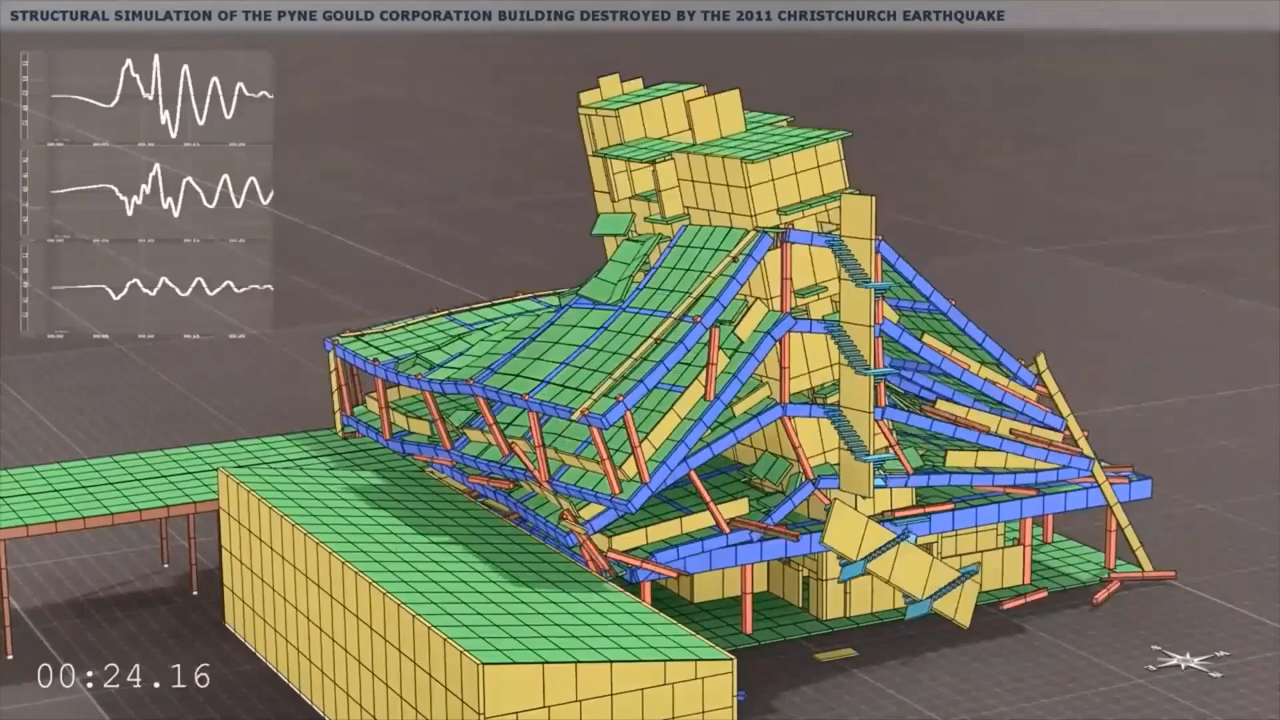 STRUCTURAL SIMULATION OF THE PYNE GOULD CORPORATION BUILDING DESTROYED BY THE 2011 CHRISTCHURCH EARTHQUAKE
00:24.16